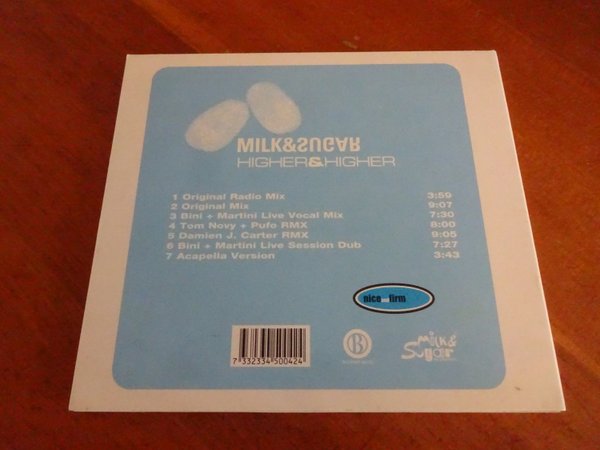 MILK&SUGAR
HIGHER&HIGHER
1 Original Radio Mix 3:59
2 Original Mix 9:07
3 Bini + Martini Live Vocal Mix 7:30
4 Tom Novy + Pufo RMX 8:00
5 Damien J. Carter RMX 9:05
6 Bini + Martini Live Session Dub 7:27
7 Acapella Version 3:43
nice firm
7 332334 500424
B
Milk& Sugar